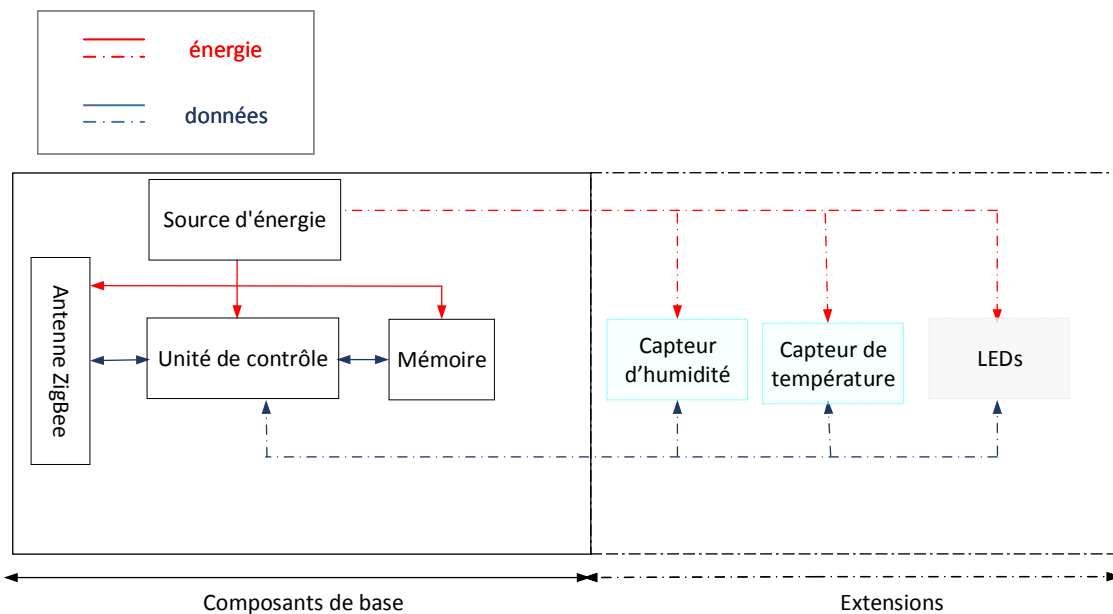 énergie
données
Source d'énergie
Antenne ZigBee
Unité de contrôle
Mémoire
Capteur
d’humidité
Capteur de
température
LEDs
Composants de base
Extensions